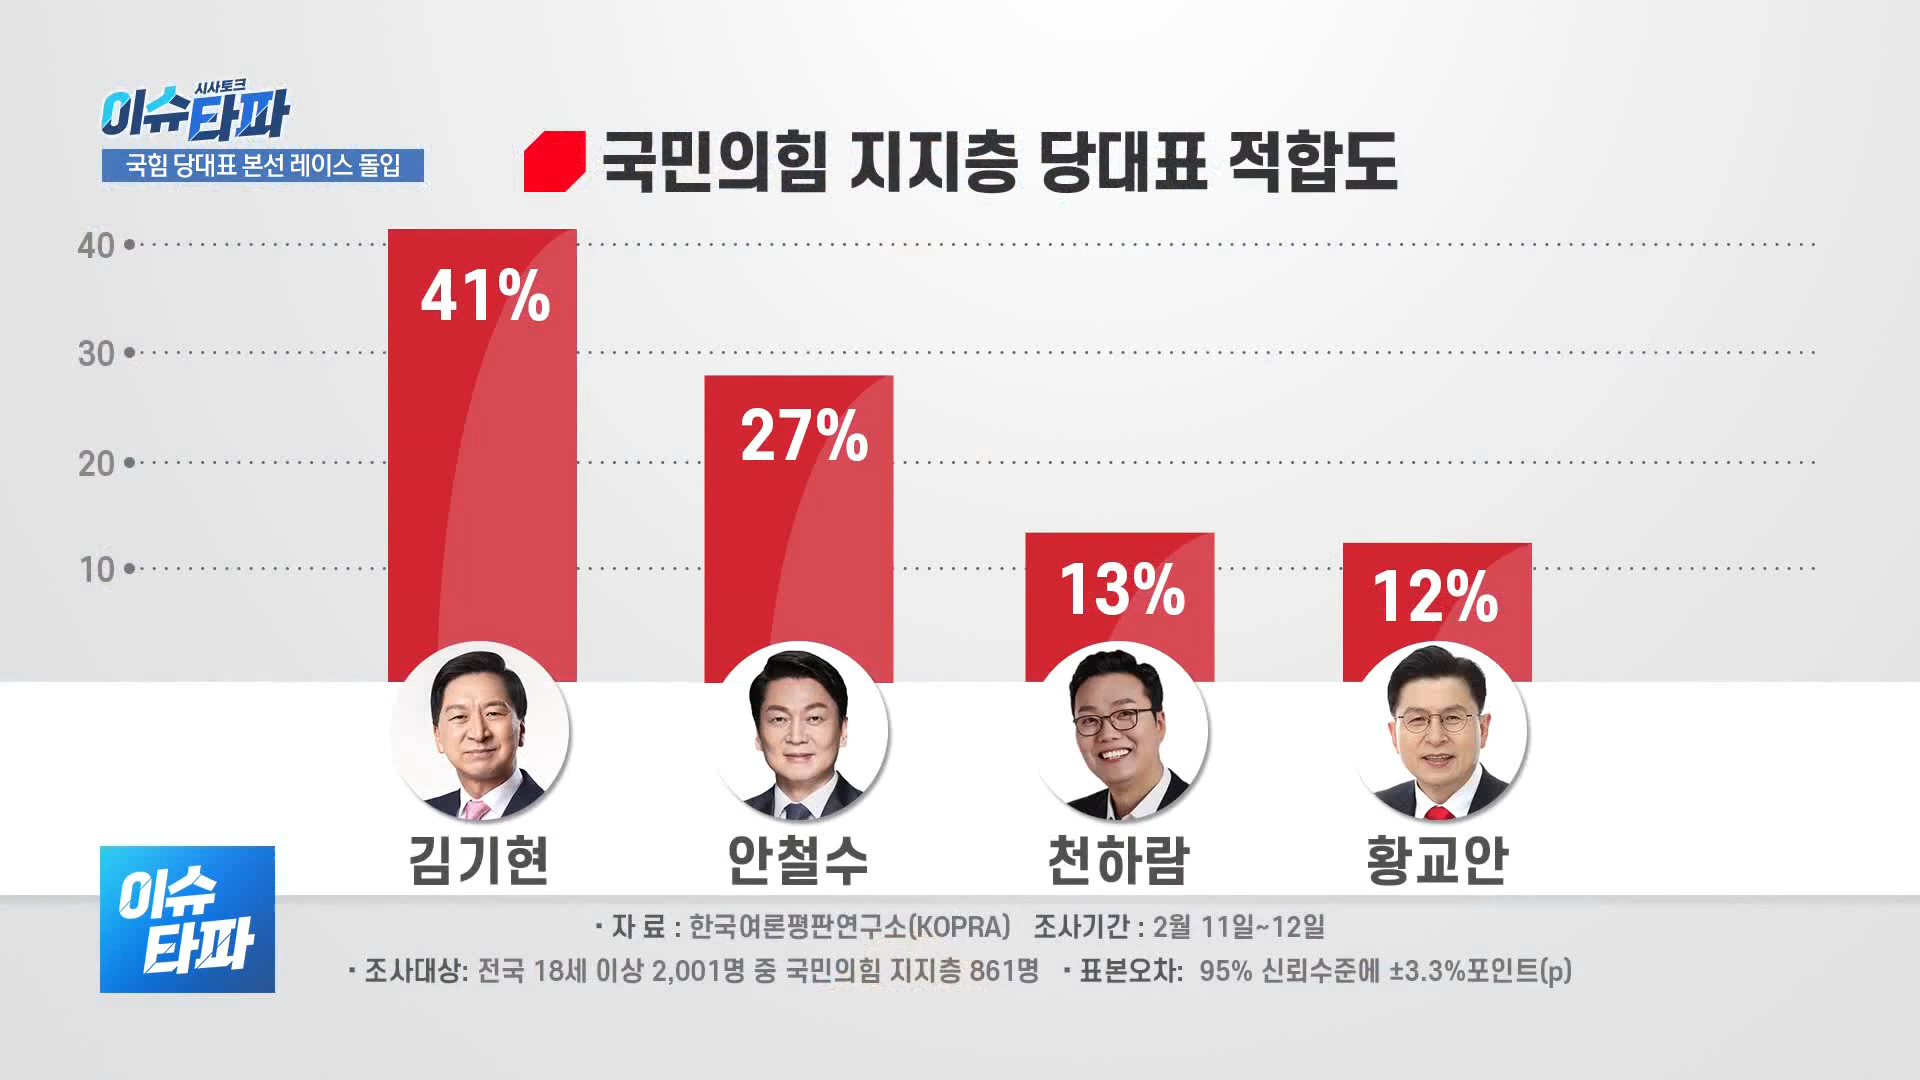 시사토크
이슈타파
국힘 당대표 본선 레이스 돌입
국민의힘 지지층 당대표 적합도
40
30
20
10
41%
27%
13%
12%
김기현
안철수
천하람
황교안
이슈
타파
· 자 료 : 한국여론평판연구소(KOPRA) 조사기간 : 2월 11일~12일
· 조사대상: 전국 18세 이상 2,001명 중 국민의힘 지지층 861명 · 표본오차: 95% 신뢰수준에 ±3.3%포인트(p)